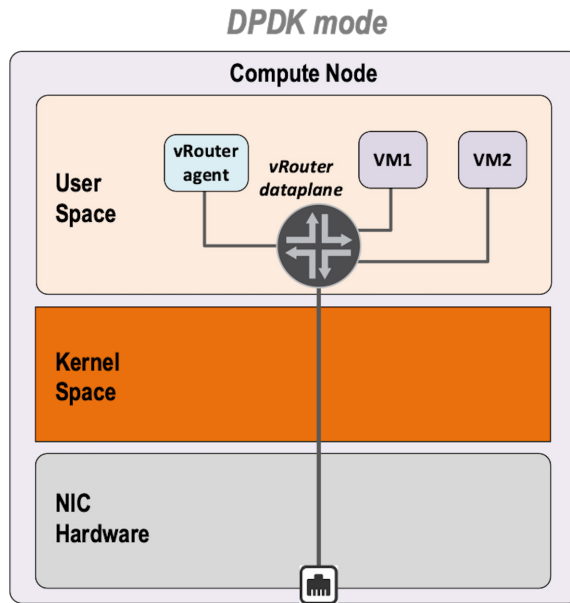 DPDK mode
Compute Node
vRouter
agent
vRouter
dataplane
VM1
VM2
User
Space
Kernel
Space
NIC
Hardware